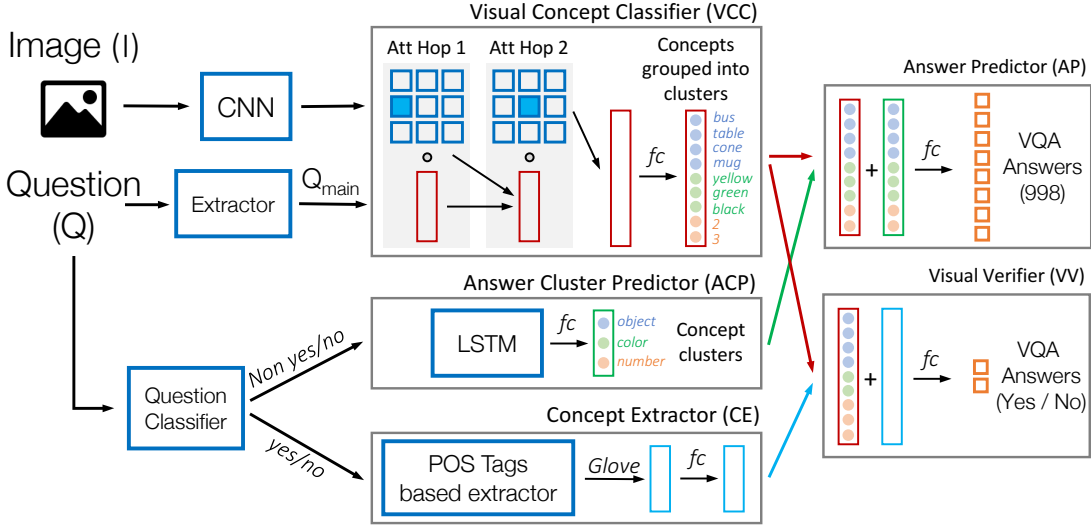 Visual Concept Classifier (VCC)
Image (I)
CNN
Att Hop 1
Att Hop 2
Concepts
grouped into
clusters
fc
bus
table
cone
mug
yellow
green
black
2
3
Question
(Q)
Extractor
Qmain
Answer Predictor (AP)
+
fc
VQA
Answers
(998)
Answer Cluster Predictor (ACP)
LSTM
fc
object
color
number
Concept
clusters
Visual Verifier (VV)
+
fc
VQA
Answers
(Yes / No)
Question
Classifier
Non yes/no
yes/no
Concept Extractor (CE)
POS Tags
based extractor
Glove
fc